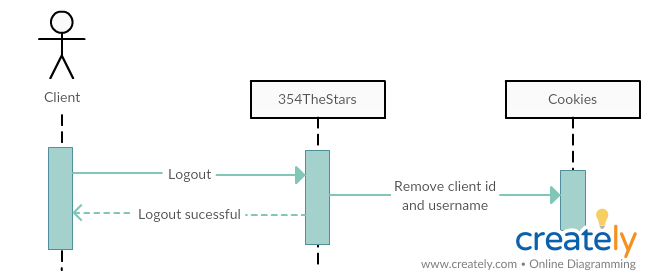 Client
354TheStars
Cookies
Logout
Remove client id
and username
Logout sucessful
creately
www.creately.com • Online Diagramming